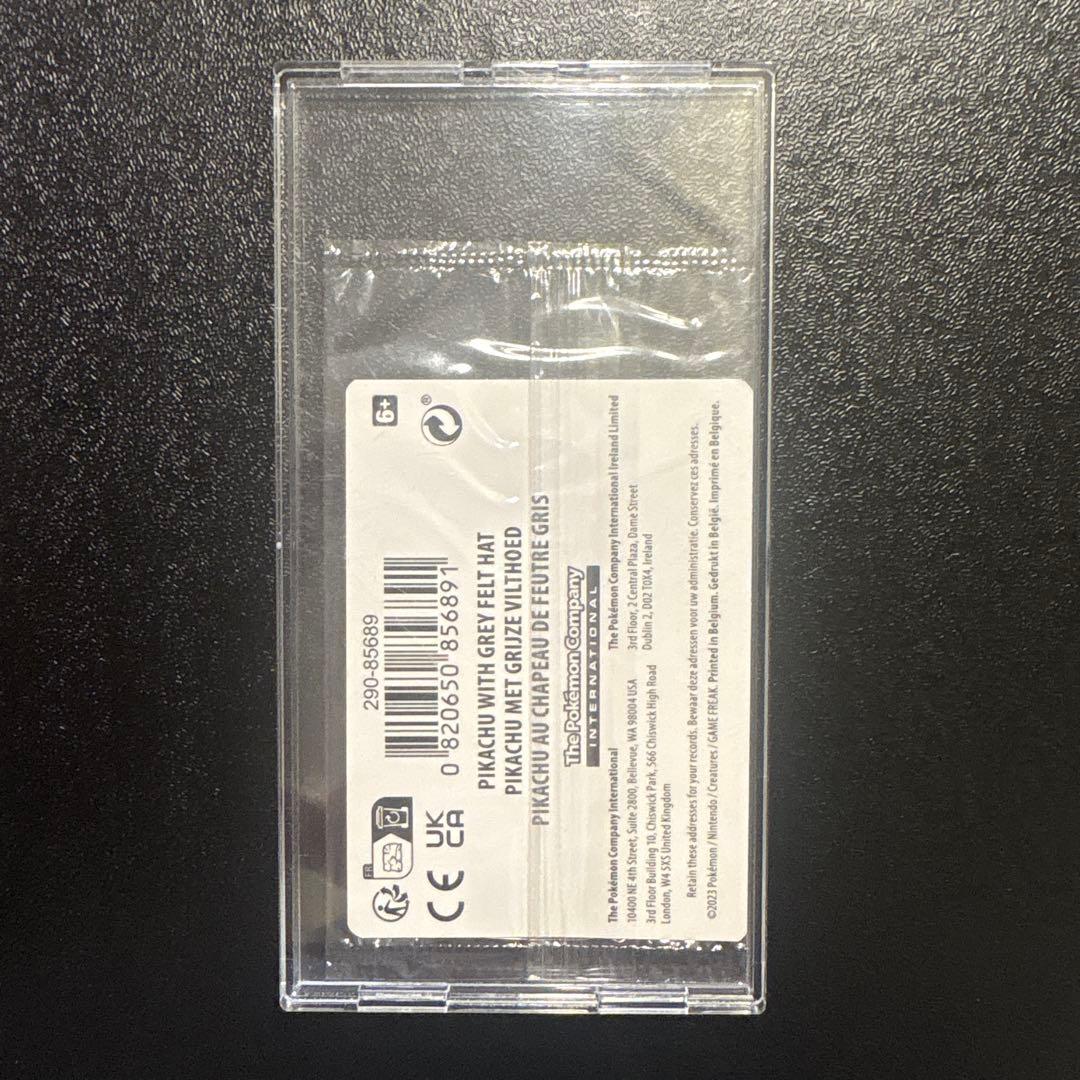 6+
®
290-85689
0 820650 856891
FR
CE
UK
CA
PIKACHU WITH GREY FELT HAT
PIKACHU MET GRIJZE VILTHOED
PIKACHU AU CHAPEAU DE FEUTRE GRIS
The Pokémon Company
INTERNATIONAL
The Pokémon Company International
10400 NE 4th Street, Suite 2800, Bellevue, WA 98004 USA
3rd Floor Building 10, Chiswick Park, 566 Chiswick High Road
London, W4 5XS United Kingdom
The Pokémon Company International Ireland Limited
3rd Floor, 2 Central Plaza, Dame Street
Dublin 2, D02 T0X4, Ireland
Retain these addresses for your records. Bewaar deze adressen voor uw administratie. Conservez ces adresses.
©2023 Pokémon / Nintendo / Creatures / GAME FREAK. Printed in Belgium. Gedrukt in België. Imprimé en Belgique.